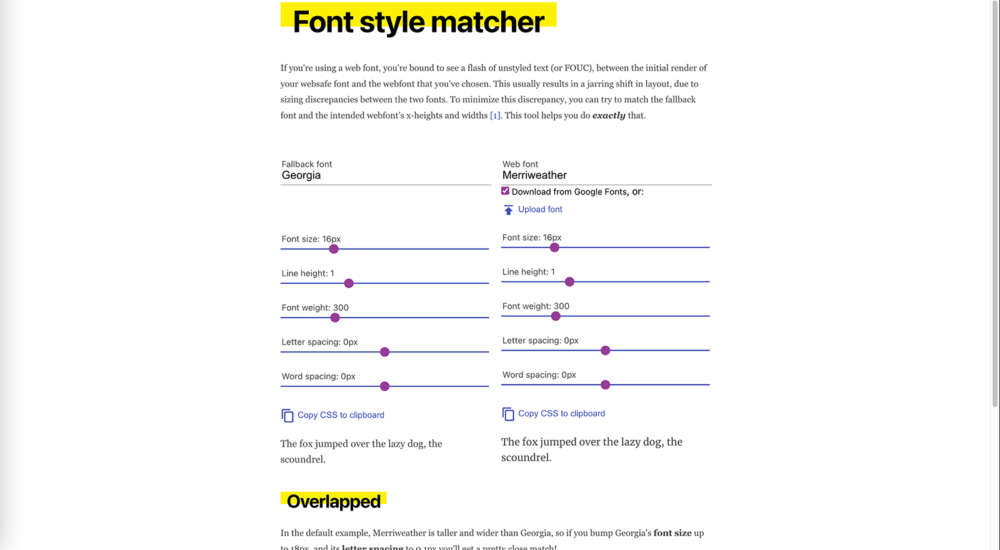 Font style matcher
If you're using a web font, you're bound to see a flash of unstyled text (or FOUC), between the initial render of
your websafe font and the webfont that you've chosen. This usually results in a jarring shift in layout, due to
sizing discrepancies between the two fonts. To minimize this discrepancy, you can try to match the fallback
font and the intended webfont's x-heights and widths [1]. This tool helps you do exactly that.
Fallback font
Georgia
Font size: 16px
Line height: 1
Font weight: 300
Letter spacing: 0px
Word spacing: 0px
Copy CSS to clipboard
The fox jumped over the lazy dog, the
scoundrel.
Web font
Merriweather
Download from Google Fonts, or:
Upload font
Font size: 16px
Line height: 1
Font weight: 300
Letter spacing: 0px
Word spacing: 0px
Copy CSS to clipboard
The fox jumped over the lazy dog, the
scoundrel.
Overlapped
In the default example, Merriweather is taller and wider than Georgia, so if you bump Georgia's font size up
to 18px, and its letter spacing to 0.1px you'll get a pretty close match!